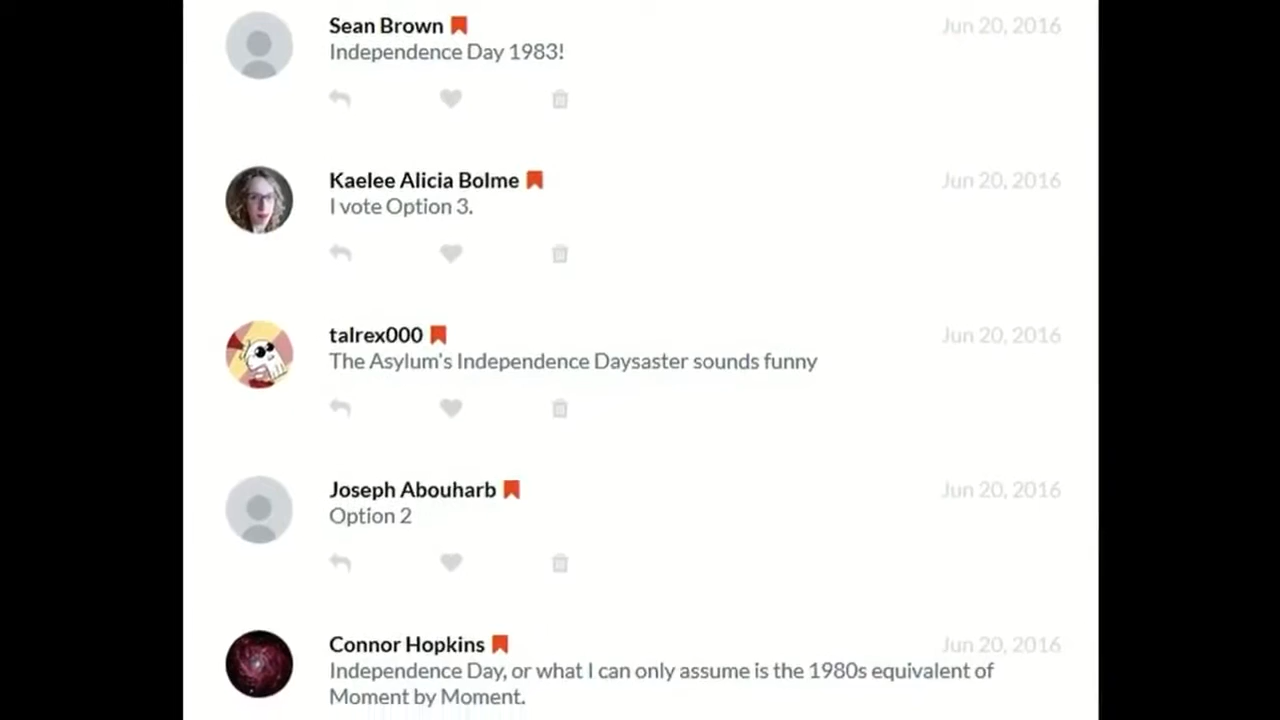 Sean Brown Jun 20, 2016
Independence Day 1983!
Kaelee Alicia Bolme Jun 20, 2016
I vote Option 3.
talrex000 Jun 20, 2016
The Asylum's Independence Daysaster sounds funny
Joseph Abouharb Jun 20, 2016
Option 2
Connor Hopkins Jun 20, 2016
Independence Day, or what I can only assume is the 1980s equivalent of
Moment by Moment.